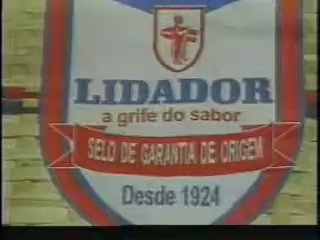 LIDADOR
a grife do sabor
SELO DE GARANTIA DE ORIGEM
Desde 1924